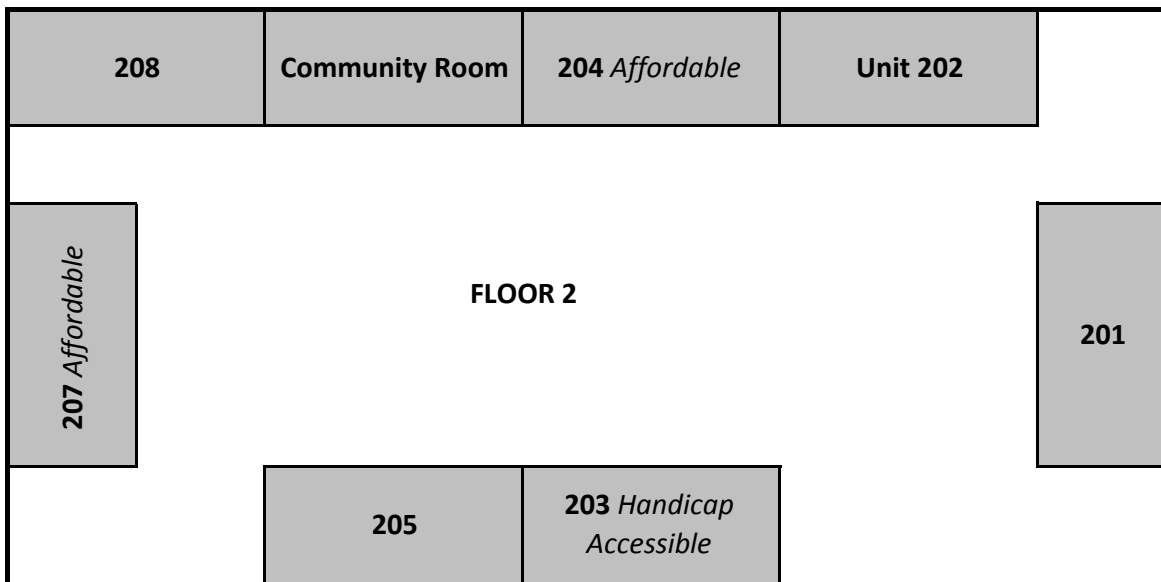 208
Community Room
204 Affordable
Unit 202
207 Affordable
FLOOR 2
201
205
203 Handicap
Accessible